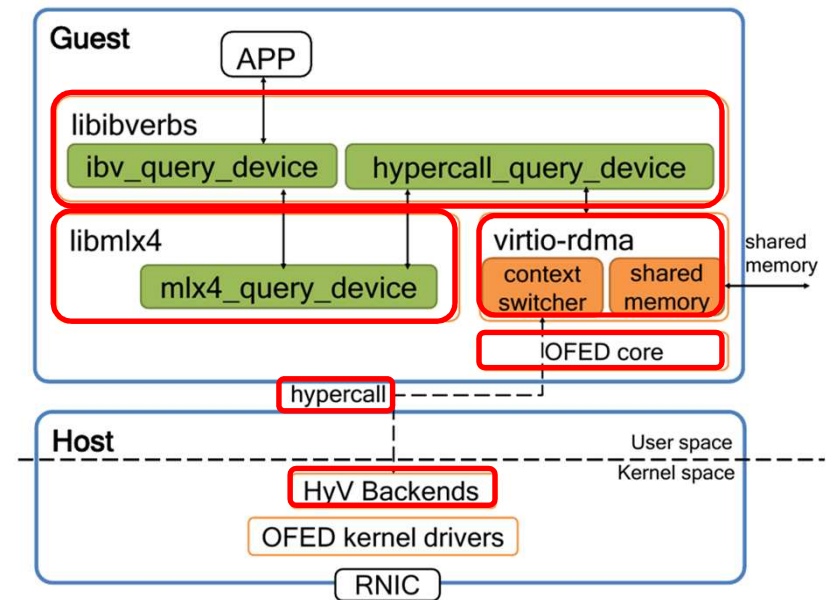 Guest
APP
libibverbs
ibv_query_device
hypercall_query_device
libmlx4
mlx4_query_device
virtio-rdma
context
switcher
shared
memory
shared
memory
OFED core
hypercall
Host
User space
Kernel space
HyV Backends
OFED kernel drivers
RNIC